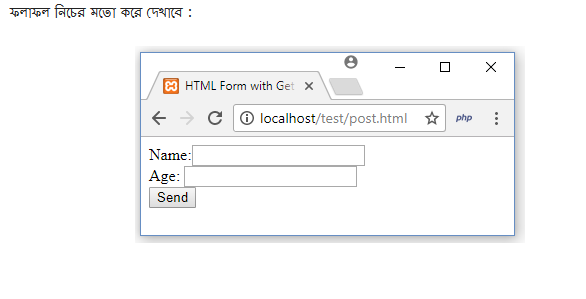 ফলাফল নিচের মতো করে দেখাবে :
HTML Form with Get
localhost/test/post.html
php
Name:
Age:
Send